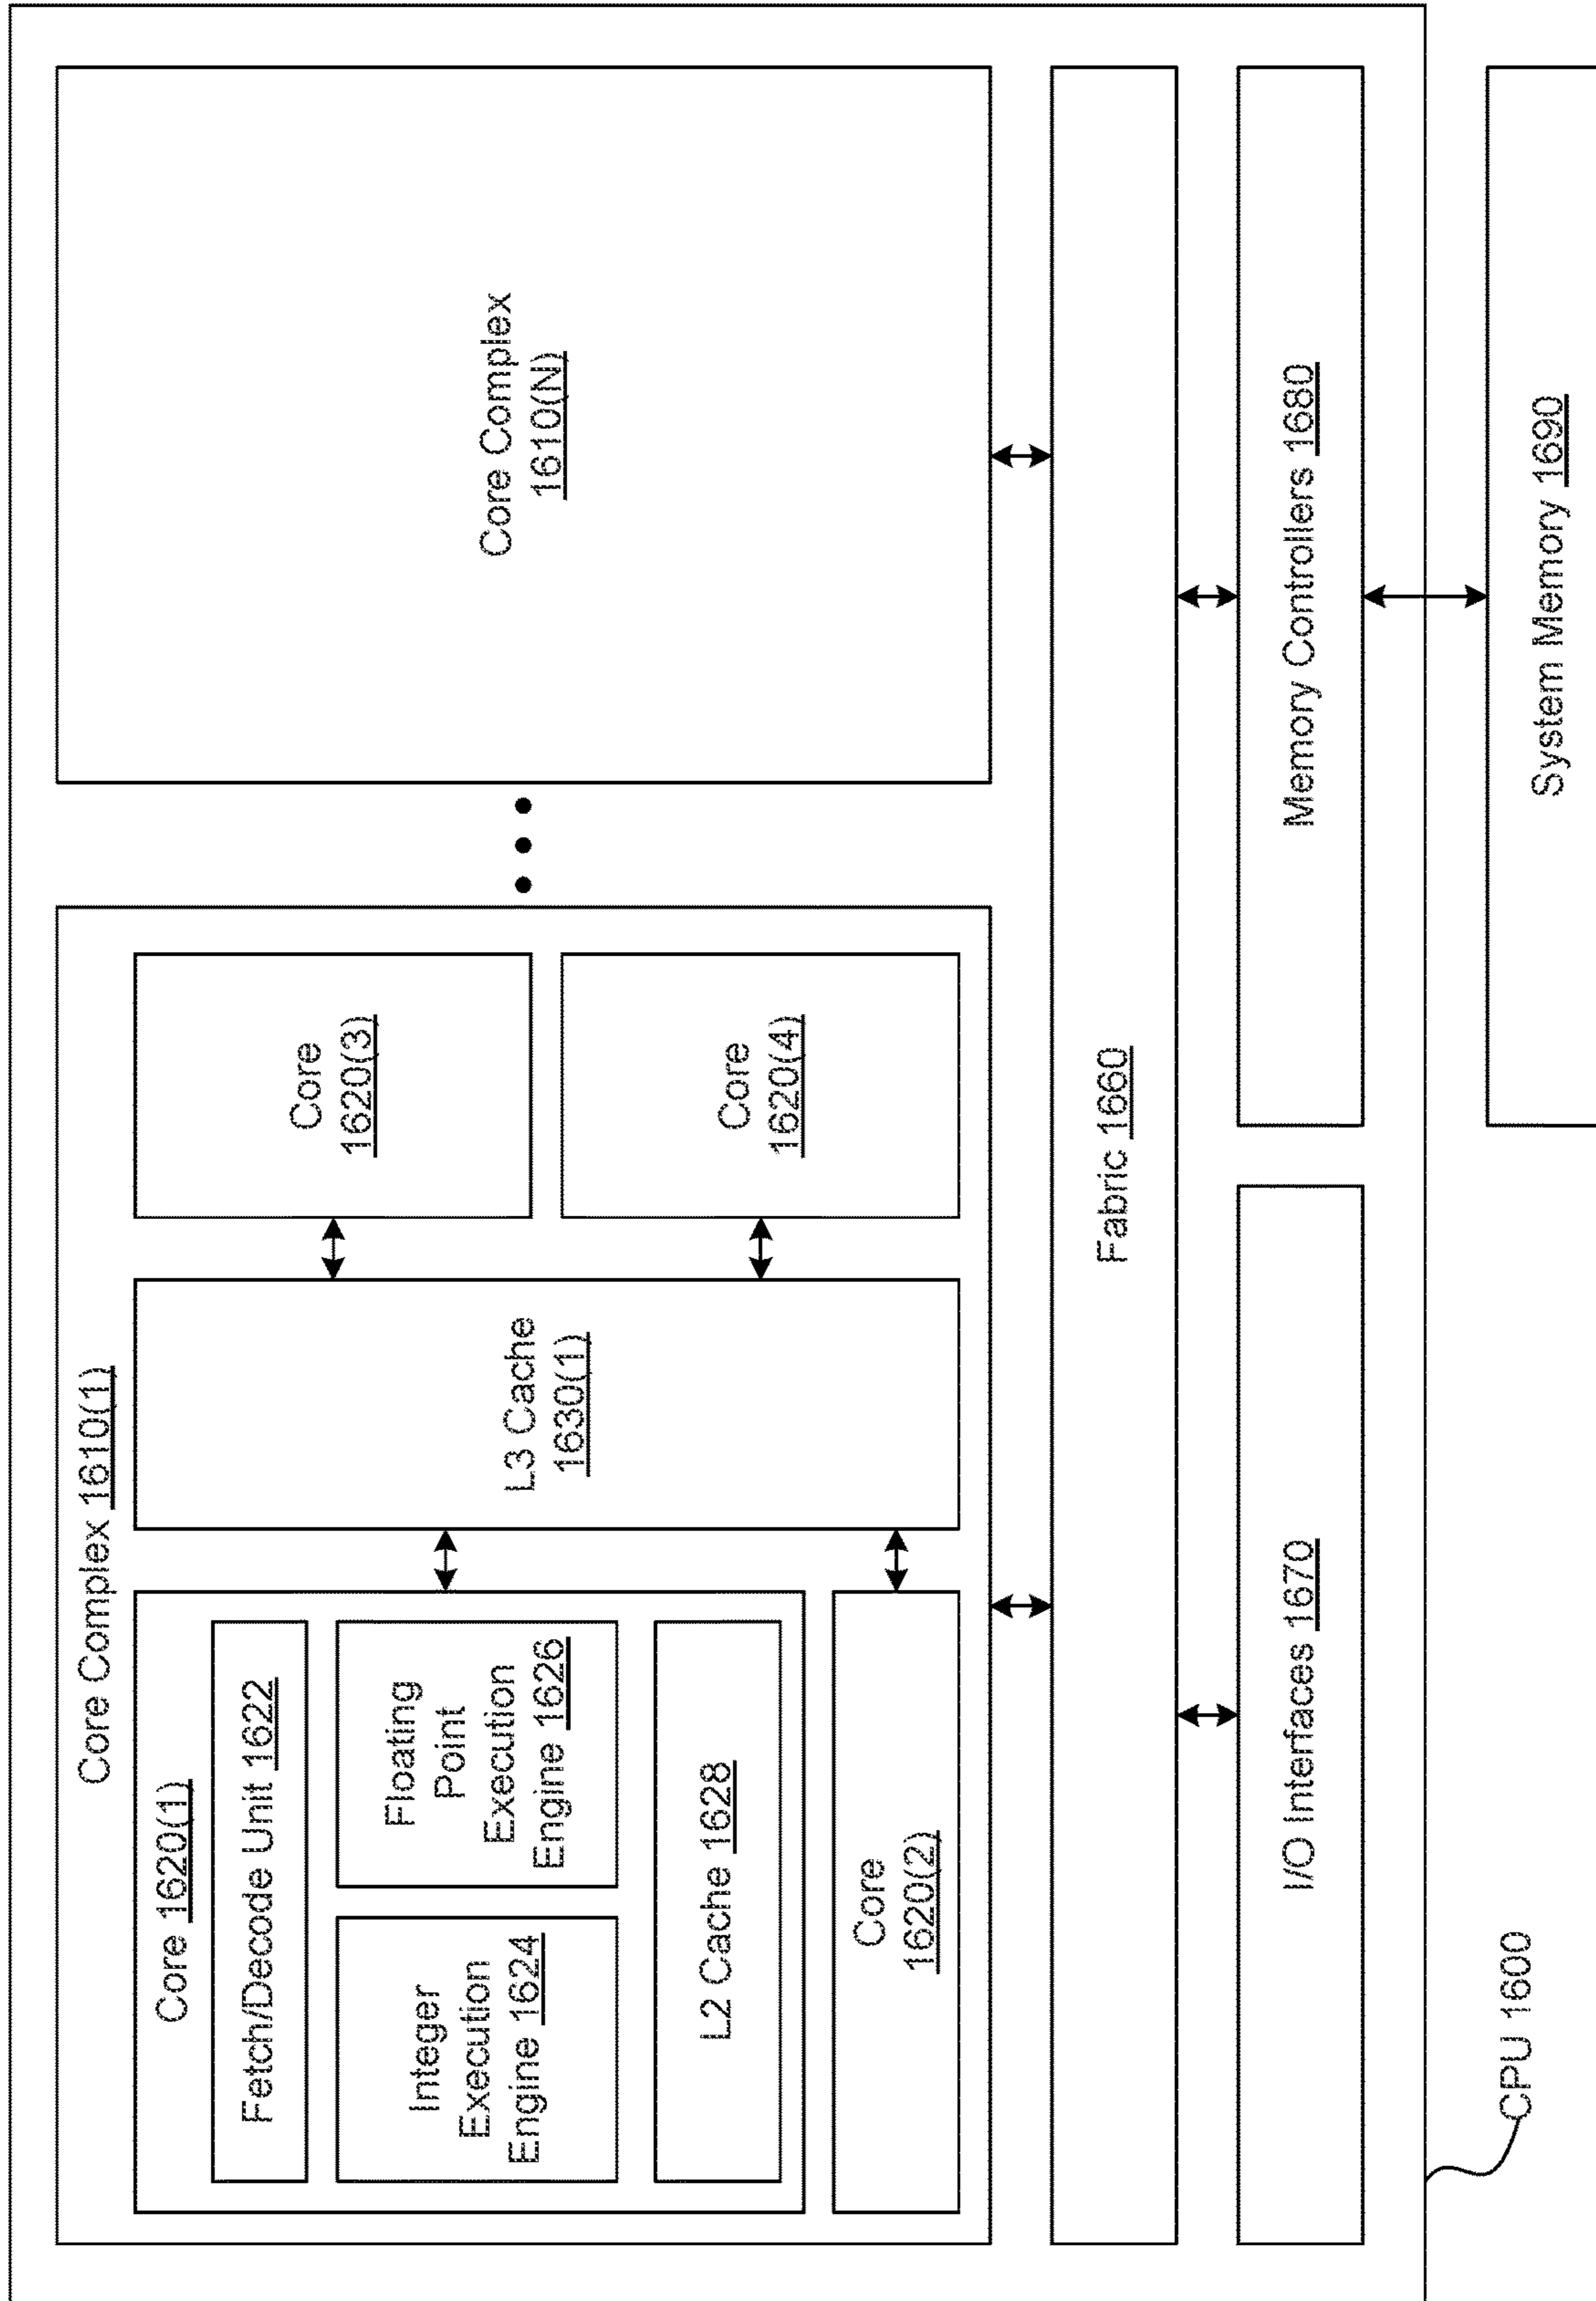 Core Complex 1610(1)
Core 1620(1)
Fetch/Decode Unit 1622
Integer
Execution
Engine 1624
Floating
Point
Execution
Engine 1626
L2 Cache 1628
Core
1620(2)
L3 Cache
1630(1)
Core
1620(3)
Core
1620(4)
Core Complex
1610(N)
Fabric 1660
I/O Interfaces 1670
Memory Controllers 1680
CPU 1600
System Memory 1690